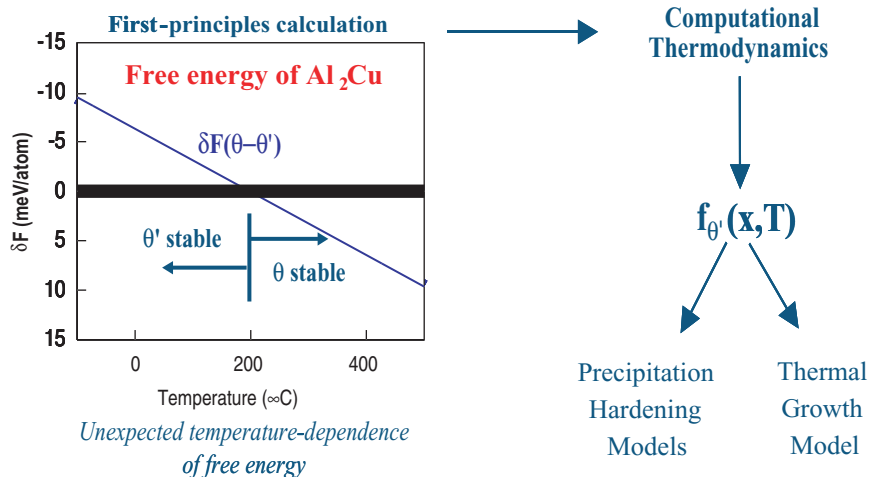 First-principles calculation
Free energy of Al₂Cu
δF(θ–θ')
-15
-10
-5
0
5
10
15
δF (meV/atom)
θ' stable
θ stable
0 200 400
Temperature (∞C)
Unexpected temperature-dependence
of free energy
Computational
Thermodynamics
fθ'(x,T)
Precipitation
Hardening
Models
Thermal
Growth
Model